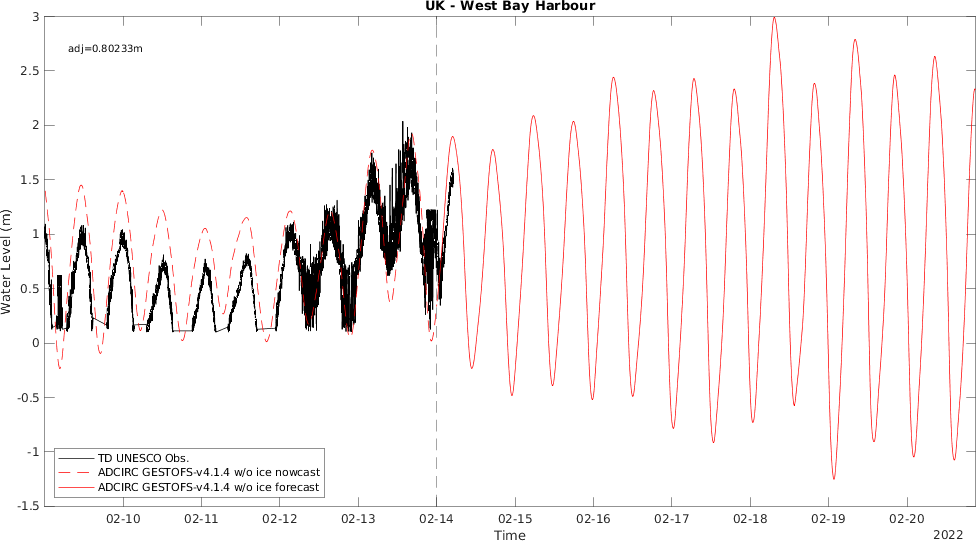 UK - West Bay Harbour
adj=0.80233m
3
2.5
2
1.5
1
0.5
0
-0.5
-1
-1.5
Water Level (m)
TD UNESCO Obs.
ADCIRC GESTOFS-v4.1.4 w/o ice nowcast
ADCIRC GESTOFS-v4.1.4 w/o ice forecast
02-10 02-11 02-12 02-13 02-14 02-15 02-16 02-17 02-18 02-19 02-20
Time
2022